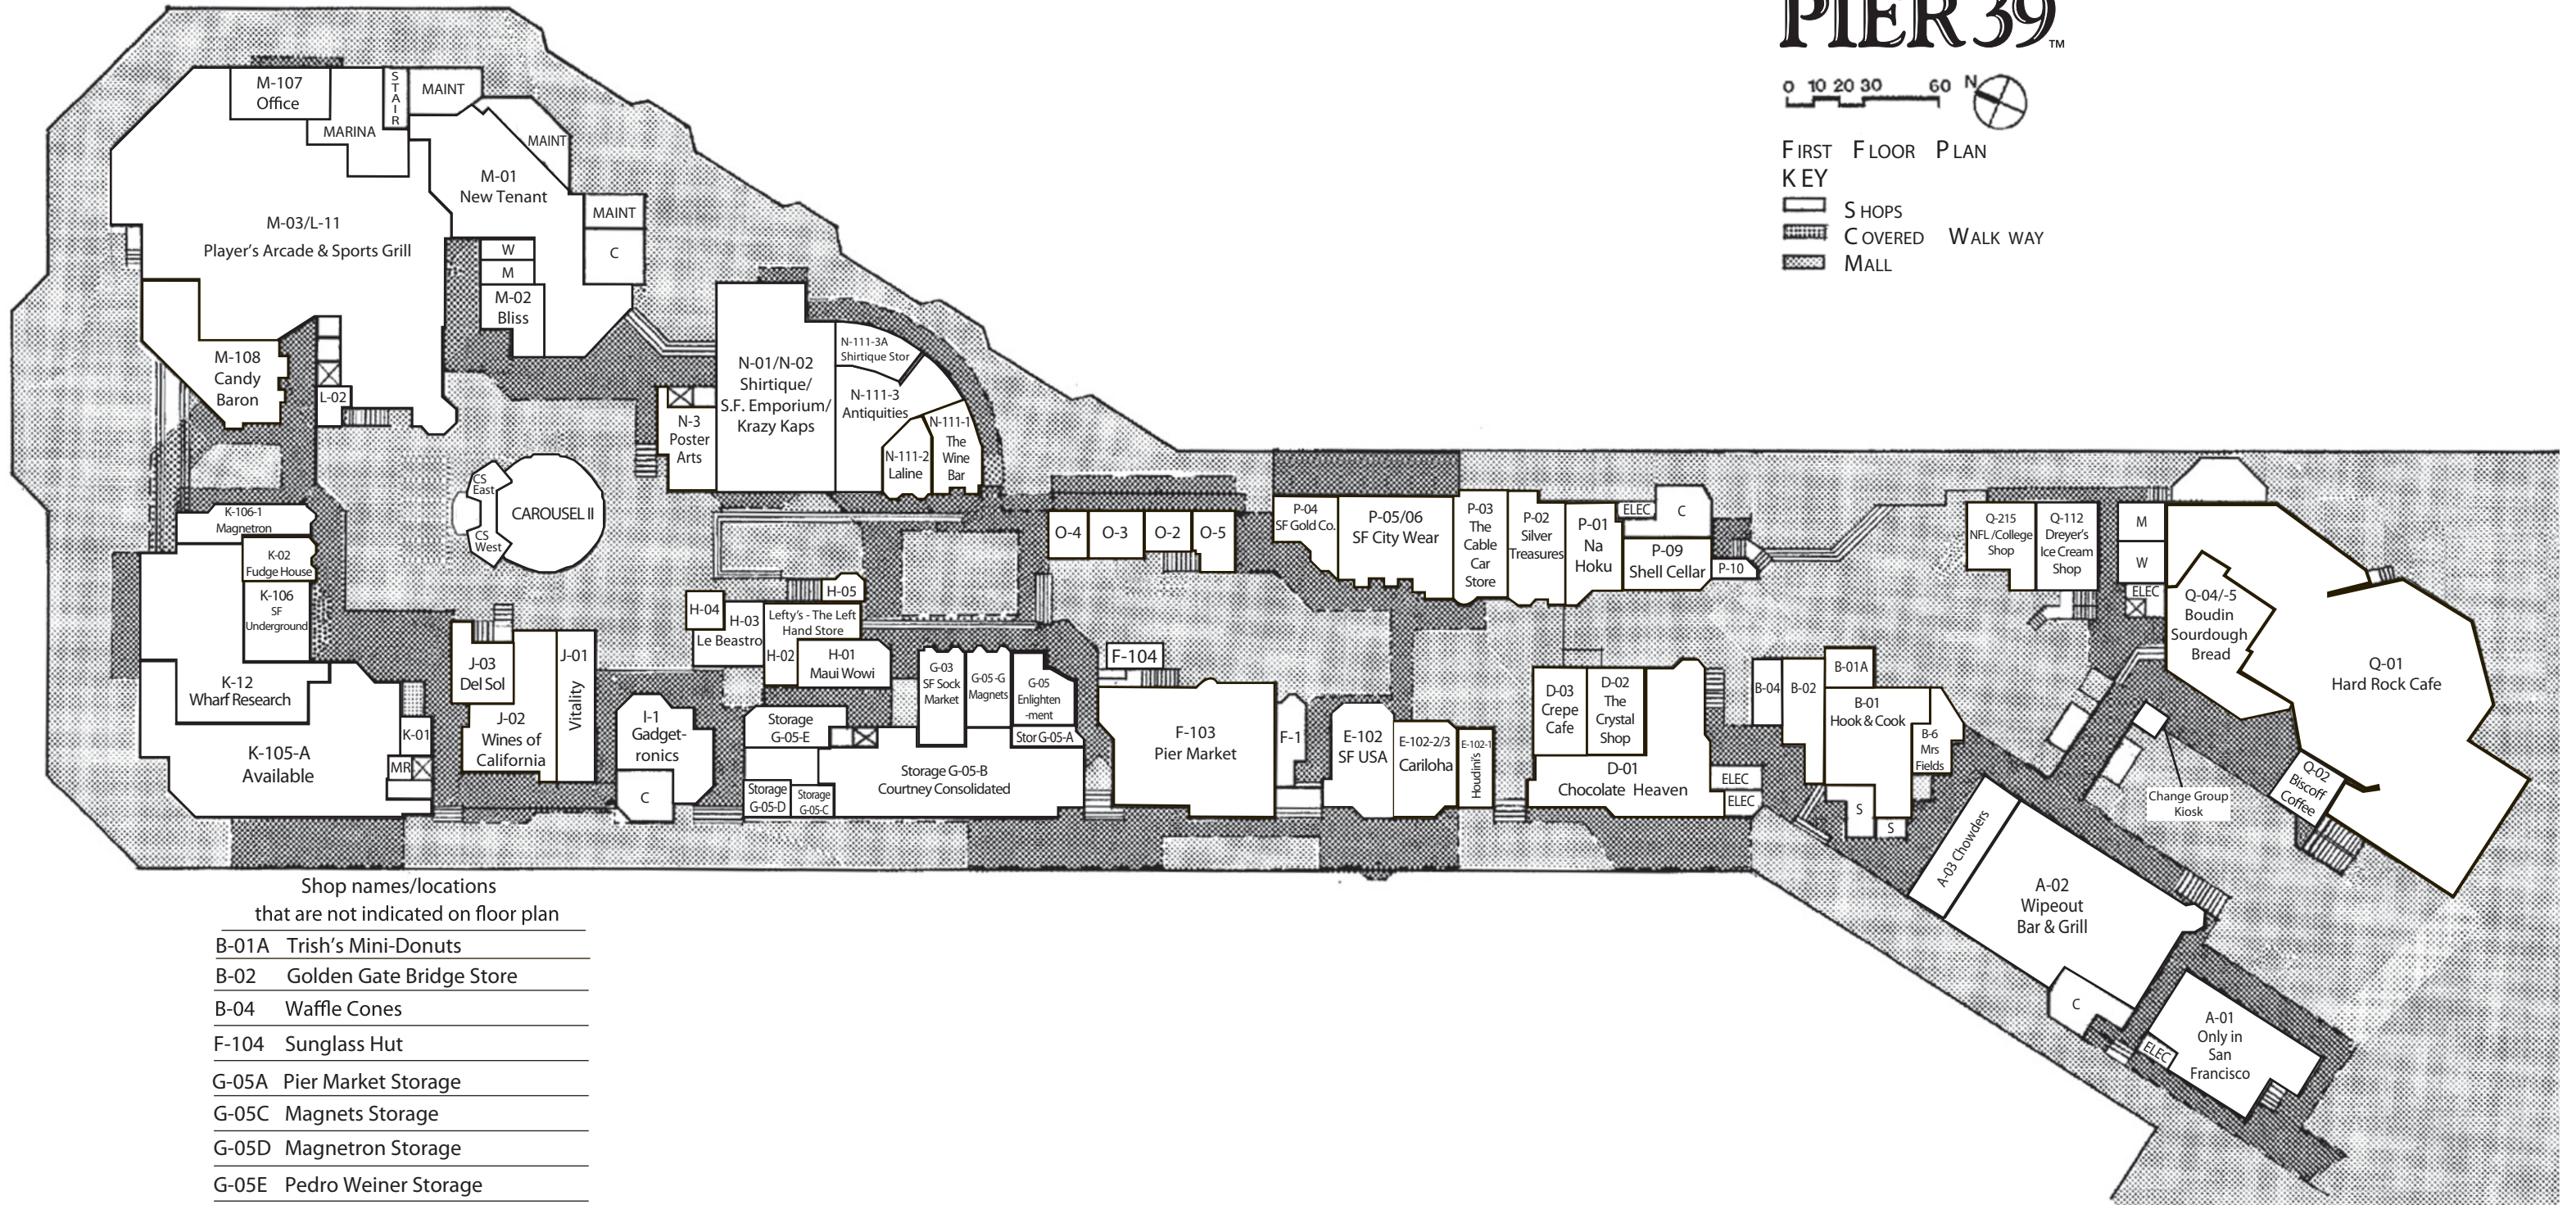 PIER 39™
0 10 20 30 60 N
FIRST FLOOR PLAN
KEY
SHOPS
COVERED WALK WAY
MALL
M-107
Office
STAIR
MAINT
MARINA
MAINT
M-01
New Tenant
MAINT
C
M-03/L-11
Player's Arcade & Sports Grill
W
M
M-02
Bliss
M-108
Candy
Baron
L-02
N-3
Poster
Arts
N-01/N-02
Shirtique/
S.F. Emporium/
Krazy Kaps
N-111-3A
Shirtique Stor
N-111-3
Antiquities
N-111-2
Laline
N-111-1
The
Wine
Bar
CS
East
CAROUSEL II
CS
West
K-106-1
Magnetron
K-02
Fudge House
K-106
SF
Underground
K-12
Wharf Research
K-105-A
Available
K-01
MR
J-03
Del Sol
J-02
Wines of
California
J-01
Vitality
I-1
Gadget-
ronics
C
H-05
H-04
H-03
Le Beastro
Lefty's - The Left
Hand Store
H-02
H-01
Maui Wowi
G-03
SF Sock
Market
G-05-G
Magnets
G-05
Enlighten
-ment
Stor G-05-A
Storage
G-05-E
Storage
G-05-D
Storage
G-05-C
Storage G-05-B
Courtney Consolidated
O-4
O-3
O-2
O-5
F-104
F-103
Pier Market
F-1
E-102
SF USA
E-102-2/3
Cariloha
E-102-1
Houdini's
P-04
SF Gold Co.
P-05/06
SF City Wear
P-03
The
Cable
Car
Store
P-02
Silver
Treasures
P-01
Na
Hoku
ELEC
C
P-09
Shell Cellar
P-10
D-03
Crepe
Cafe
D-02
The
Crystal
Shop
D-01
Chocolate Heaven
ELEC
ELEC
B-04
B-02
B-01A
B-01
Hook & Cook
B-6
Mrs
Fields
S
S
Q-215
NFL /College
Shop
Q-112
Dreyer's
Ice Cream
Shop
M
W
ELEC
Q-04/-5
Boudin
Sourdough
Bread
Q-01
Hard Rock Cafe
Q-02
Biscoff
Coffee
Change Group
Kiosk
A-03 Chowders
A-02
Wipeout
Bar & Grill
C
A-01
Only in
San
Francisco
ELEC
Shop names/locations
that are not indicated on floor plan
B-01A Trish's Mini-Donuts
B-02 Golden Gate Bridge Store
B-04 Waffle Cones
F-104 Sunglass Hut
G-05A Pier Market Storage
G-05C Magnets Storage
G-05D Magnetron Storage
G-05E Pedro Weiner Storage